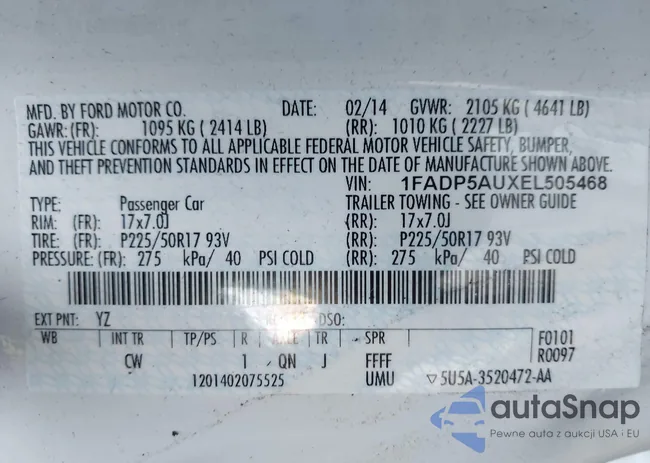 MFD. BY FORD MOTOR CO. DATE: 02/14 GVWR: 2105 KG ( 4641 LB)
GAWR: (FR): 1095 KG ( 2414 LB) (RR): 1010 KG ( 2227 LB)
THIS VEHICLE CONFORMS TO ALL APPLICABLE FEDERAL MOTOR VEHICLE SAFETY, BUMPER,
AND THEFT PREVENTION STANDARDS IN EFFECT ON THE DATE OF MANUFACTURE SHOWN ABOVE.
VIN: 1FADP5AUXEL505468
TYPE: Passenger Car TRAILER TOWING - SEE OWNER GUIDE
RIM: (FR): 17x7.0J (RR): 17x7.0J
TIRE: (FR): P225/50R17 93V (RR): P225/50R17 93V
PRESSURE: (FR): 275 kPa/ 40 PSI COLD (RR): 275 kPa/ 40 PSI COLD
EXT PNT: YZ DSO:
WB INT TR TP/PS R AXLE TR SPR F0101
R0097
CW 1 QN J FFFF
1201402075525 UMU ▽5U5A-3520472-AA
autaSnap
Pewne auta z aukcji USA i EU